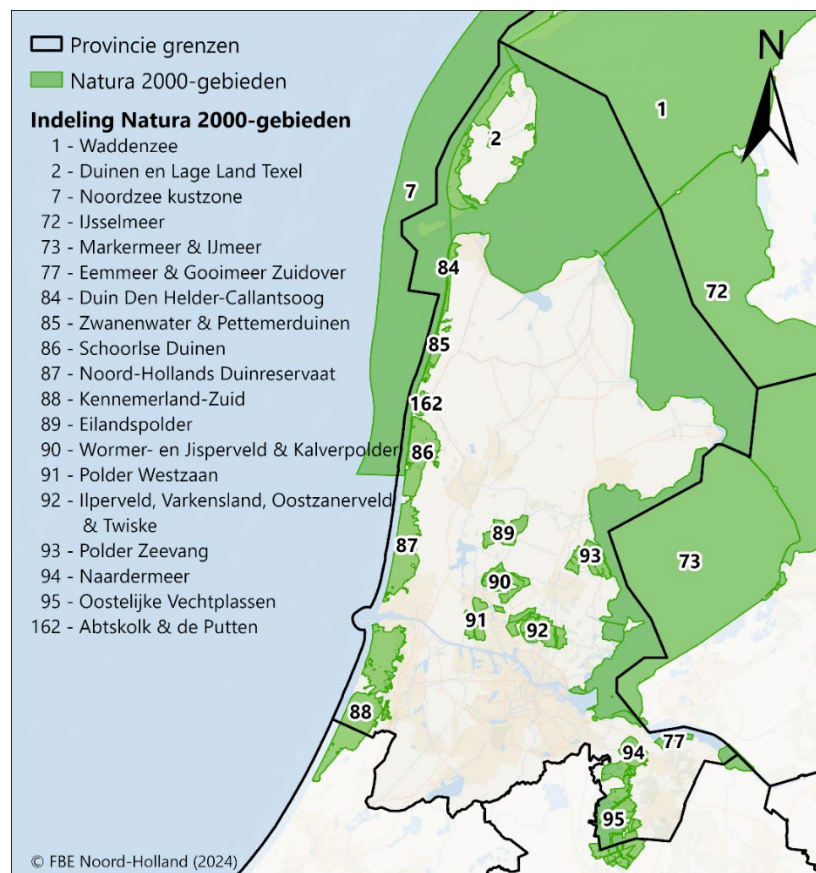 Provincie grenzen
Natura 2000-gebieden
Indeling Natura 2000-gebieden
1 - Waddenzee
2 - Duinen en Lage Land Texel
7 - Noordzee kustzone
72 - IJsselmeer
73 - Markermeer & IJmeer
77 - Eemmeer & Gooimeer Zuidover
84 - Duin Den Helder-Callantsoog
85 - Zwanenwater & Pettemerduinen
86 - Schoorlse Duinen
87 - Noord-Hollands Duinreservaat
88 - Kennemerland-Zuid
89 - Eilandspolder
90 - Wormer- en Jisperveld & Kalverpolder
91 - Polder Westzaan
92 - Ilperveld, Varkensland, Oostzanerveld
& Twiske
93 - Polder Zeevang
94 - Naardermeer
95 - Oostelijke Vechtplassen
162 - Abtskolk & de Putten
N
1
2
7
84
72
85
162
86
87
89
93
73
90
91
92
88
94
77
95
© FBE Noord-Holland (2024)